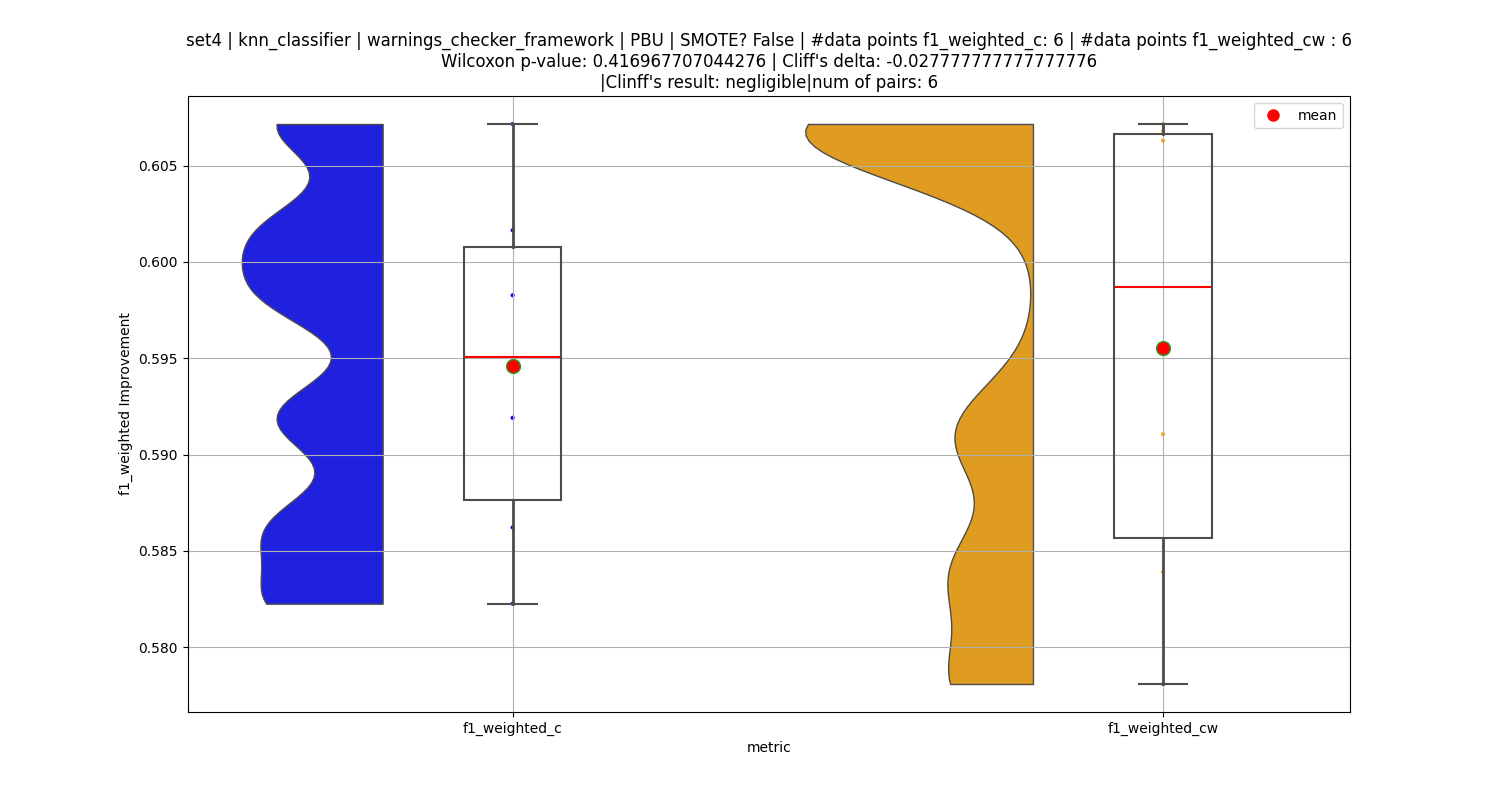 set4 | knn_classifier | warnings_checker_framework | PBU | SMOTE? False | #data points f1_weighted_c: 6 | #data points f1_weighted_cw : 6
Wilcoxon p-value: 0.416967707044276 | Cliff's delta: -0.027777777777777776
|Clinff's result: negligible|num of pairs: 6
mean
0.605
0.600
0.595
0.590
0.585
0.580
f1_weighted Improvement
f1_weighted_c
f1_weighted_cw
metric